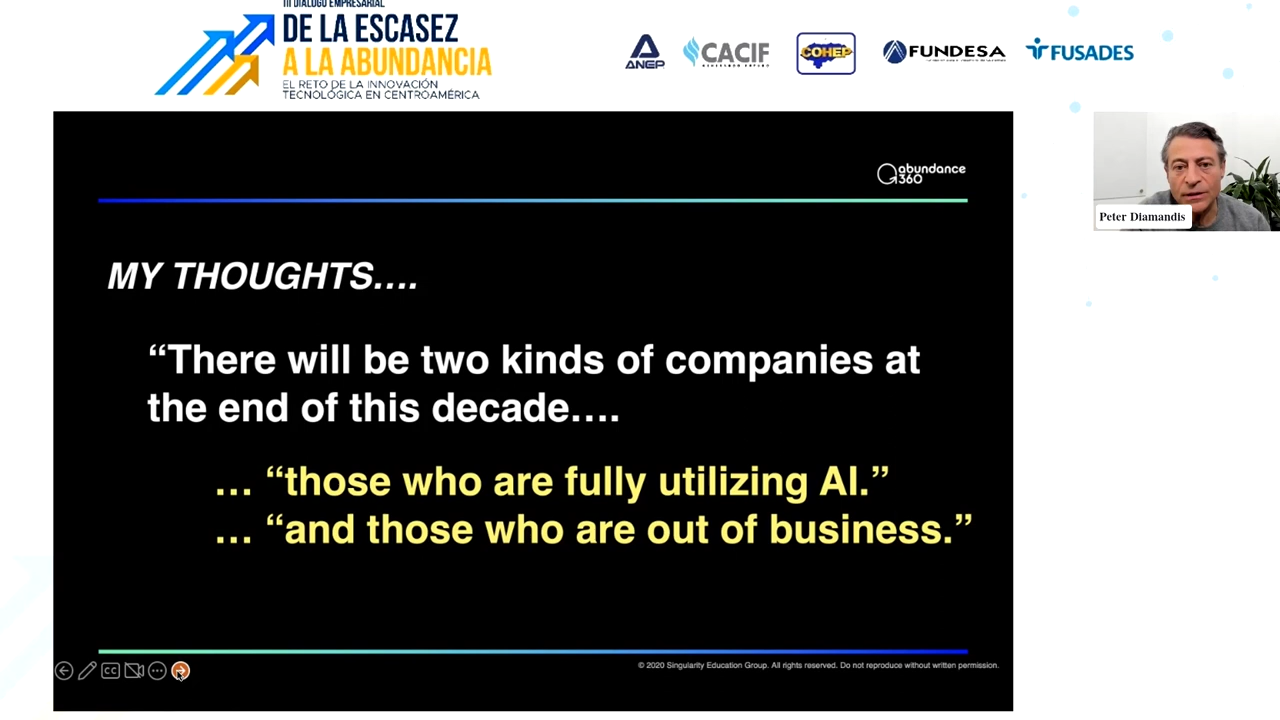 III DIÁLOGO EMPRESARIAL
DE LA ESCASEZ
A LA ABUNDANCIA
EL RETO DE LA INNOVACIÓN
TECNOLÓGICA EN CENTROAMÉRICA
ANEP
CACIF
COHEP
FUNDESA
FUSADES
abundance
360
Peter Diamandis
MY THOUGHTS….
“There will be two kinds of companies at
the end of this decade….
… “those who are fully utilizing AI.”
… “and those who are out of business.”
CC
© 2020 Singularity Education Group. All rights reserved. Do not reproduce without written permission.